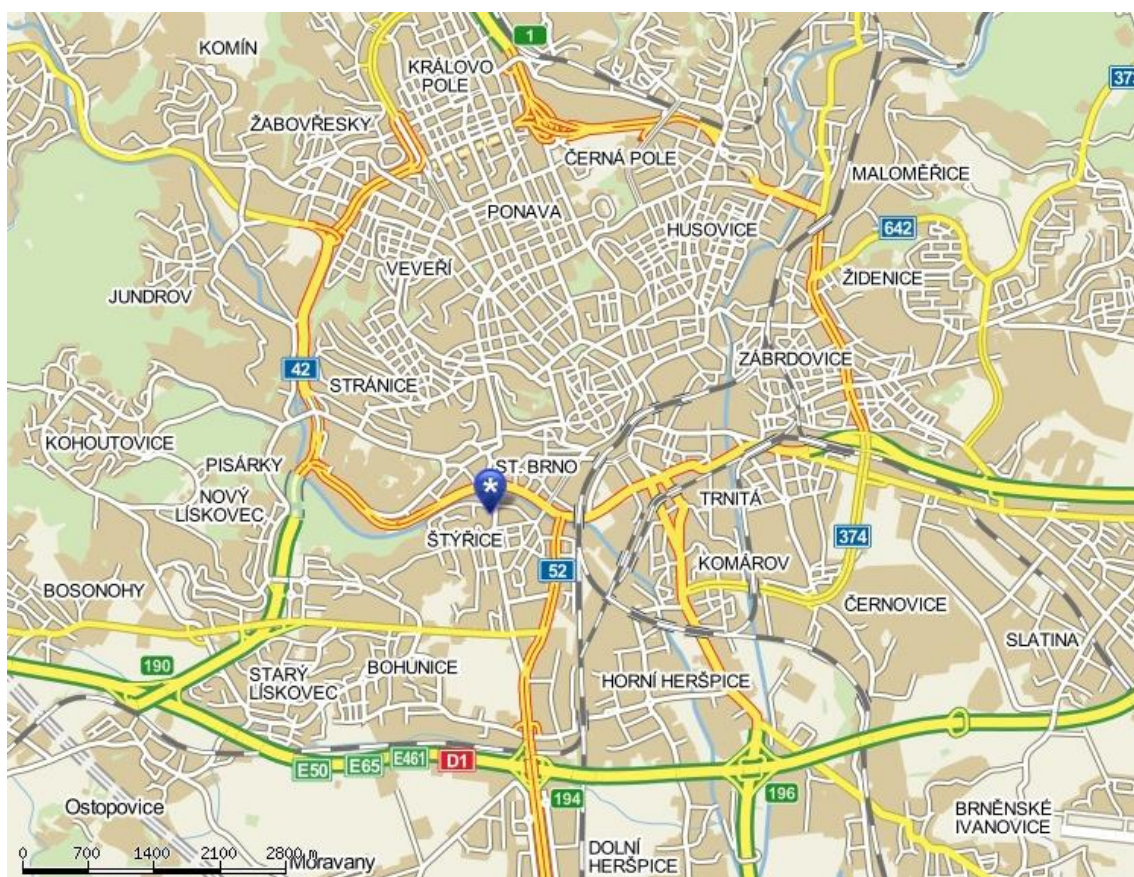 1
KOMÍN
KRÁLOVO
POLE
373
ŽABOVŘESKY
ČERNÁ POLE
MALOMĚŘICE
PONAVA
HUSOVICE
642
VEVEŘÍ
ŽIDENICE
JUNDROV
ZÁBRDOVICE
42
STRÁNICE
KOHOUTOVICE
PISÁRKY
ST. BRNO
NOVÝ
LÍSKOVEC
*
TRNITÁ
ŠTÝŘICE
374
52
KOMÁROV
BOSONOHY
ČERNOVICE
SLATINA
190
STARÝ
LÍSKOVEC
BOHUNICE
HORNÍ HERŠPICE
E50
E65
E461
D1
194
196
Ostopovice
BRNĚNSKÉ
IVANOVICE
DOLNÍ
HERŠPICE
0 700 1400 2100 2800 m
Moravany